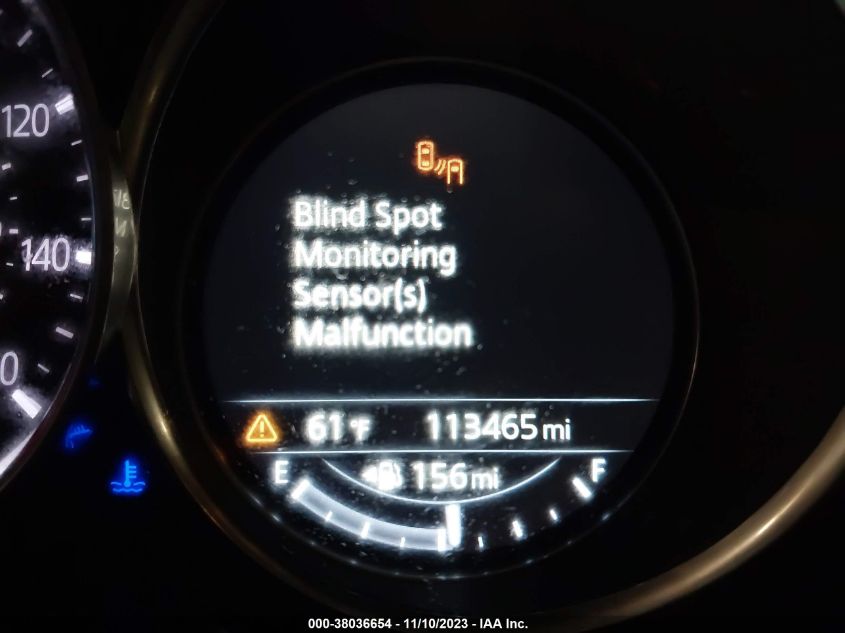 120
140
Blind Spot
Monitoring
Sensor(s)
Malfunction
61°F 113465 mi
E 156 mi F
000-38036654 - 11/10/2023 - IAA Inc.